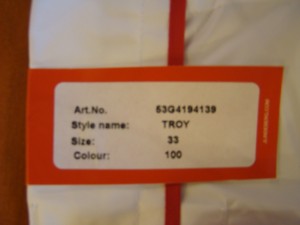 Art.No. 53G4194139
Style name: TROY
Size: 33
Colour: 100